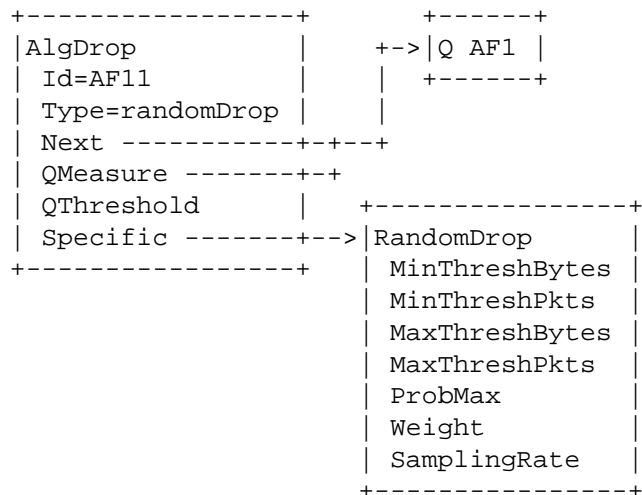 +------------------+      +------+
|AlgDrop           |   +->|Q AF1 |
| Id=AF11          |   |  +------+
| Type=randomDrop  |   |
| Next -----------+-+--+
| QMeasure -------+-+
| QThreshold      |   +----------------+
| Specific -------+-->|RandomDrop      |
+------------------+   | MinThreshBytes |
                      | MinThreshPkts  |
                      | MaxThreshBytes |
                      | MaxThreshPkts  |
                      | ProbMax        |
                      | Weight         |
                      | SamplingRate   |
                      +----------------+